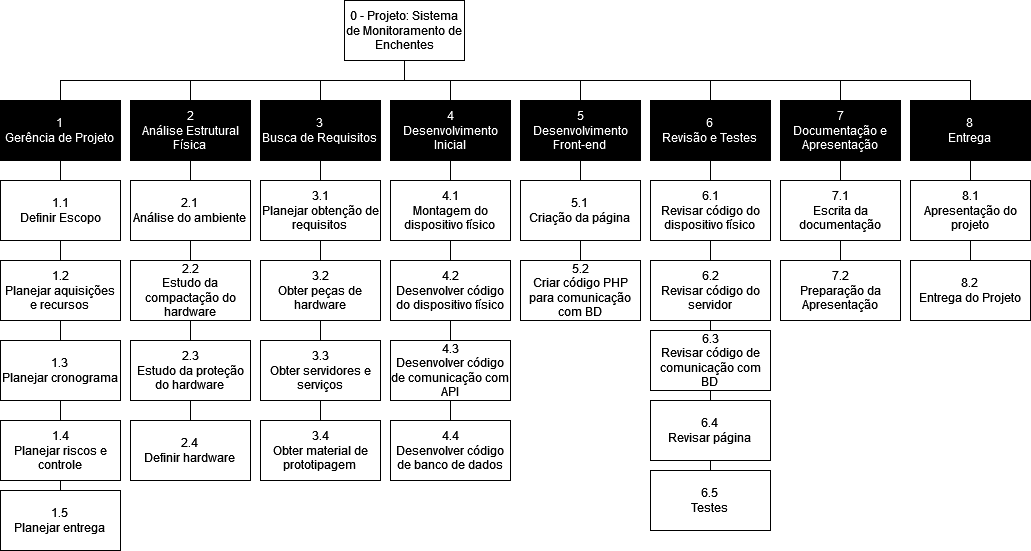 0 - Projeto: Sistema
de Monitoramento de
Enchentes
1
Gerência de Projeto
2
Análise Estrutural
Física
3
Busca de Requisitos
4
Desenvolvimento
Inicial
5
Desenvolvimento
Front-end
6
Revisão e Testes
7
Documentação e
Apresentação
8
Entrega
1.1
Definir Escopo
2.1
Análise do ambiente
3.1
Planejar obtenção de
requisitos
4.1
Montagem do
dispositivo físico
5.1
Criação da página
6.1
Revisar código do
dispositivo físico
7.1
Escrita da
documentação
8.1
Apresentação do
projeto
1.2
Planejar aquisições e
recursos
2.2
Estudo da
compactação do
hardware
3.2
Obter peças de
hardware
4.2
Desenvolver código
do dispositivo físico
5.2
Criar código PHP
para comunicação
com BD
6.2
Revisar código do
servidor
7.2
Preparação da
Apresentação
8.2
Entrega do Projeto
1.3
Planejar cronograma
2.3
Estudo da proteção
do hardware
3.3
Obter servidores e
serviços
4.3
Desenvolver código
de comunicação com
API
6.3
Revisar código de
comunicação com
BD
1.4
Planejar riscos e
controle
2.4
Definir hardware
3.4
Obter material de
prototipagem
4.4
Desenvolver código
de banco de dados
6.4
Revisar página
1.5
Planejar entrega
6.5
Testes